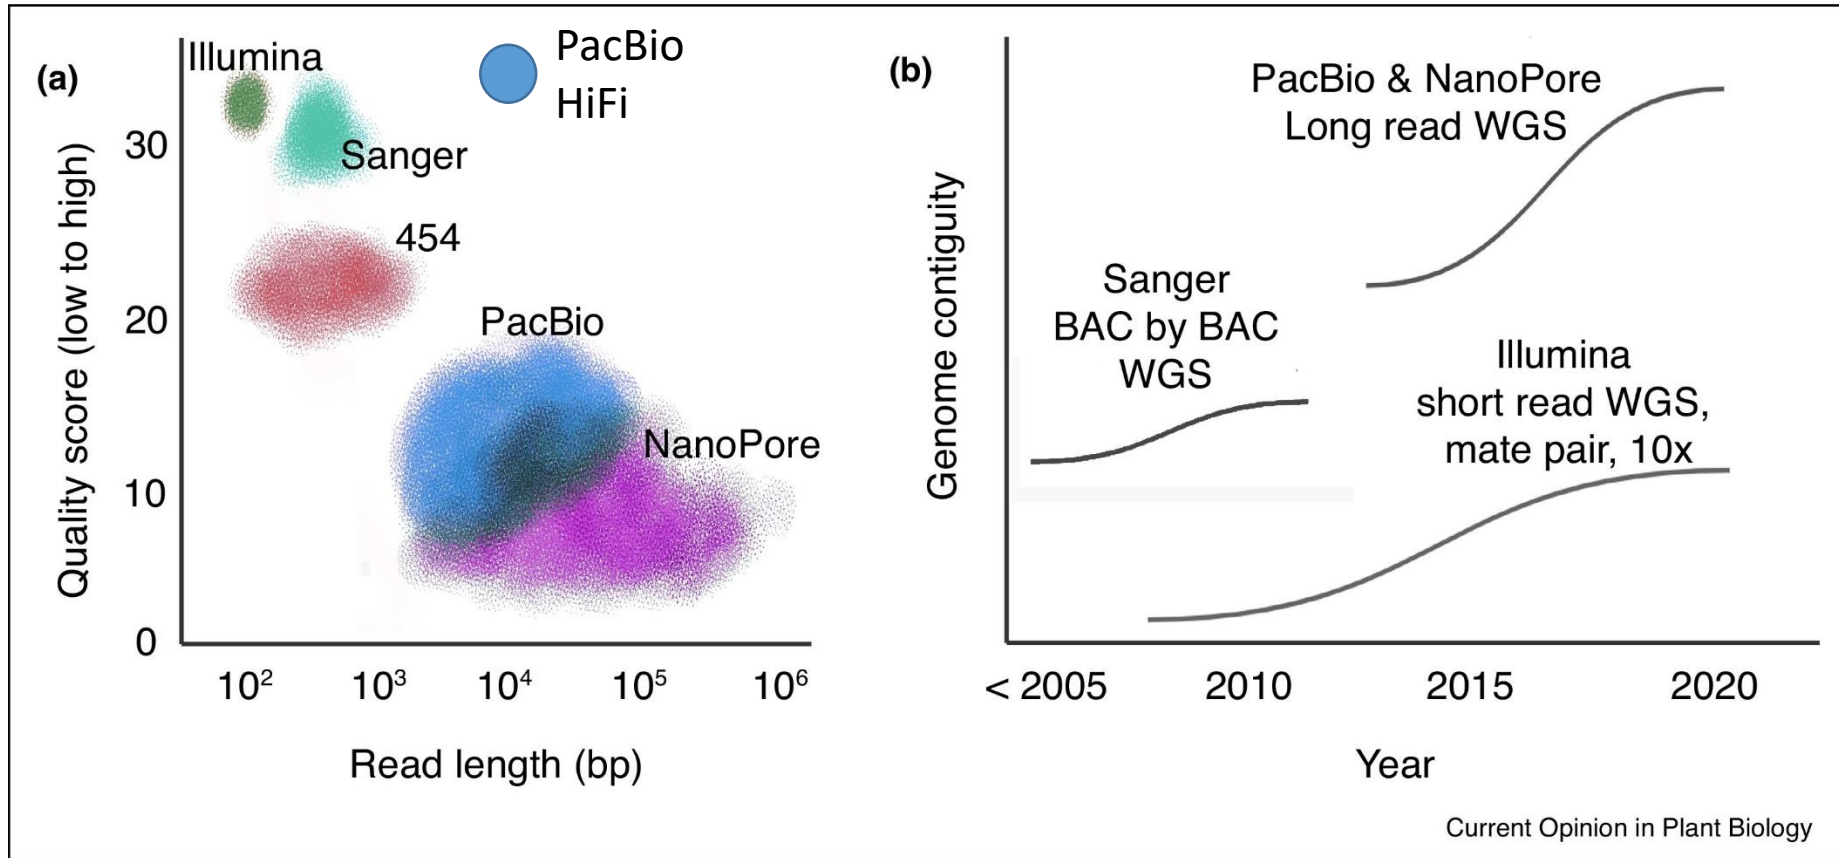 (a)
Illumina
PacBio
HiFi
Sanger
454
PacBio
NanoPore
Quality score (low to high)
30
20
10
0
10² 10³ 10⁴ 10⁵ 10⁶
Read length (bp)
(b)
PacBio & NanoPore
Long read WGS
Sanger
BAC by BAC
WGS
Illumina
short read WGS,
mate pair, 10x
Genome contiguity
< 2005 2010 2015 2020
Year
Current Opinion in Plant Biology